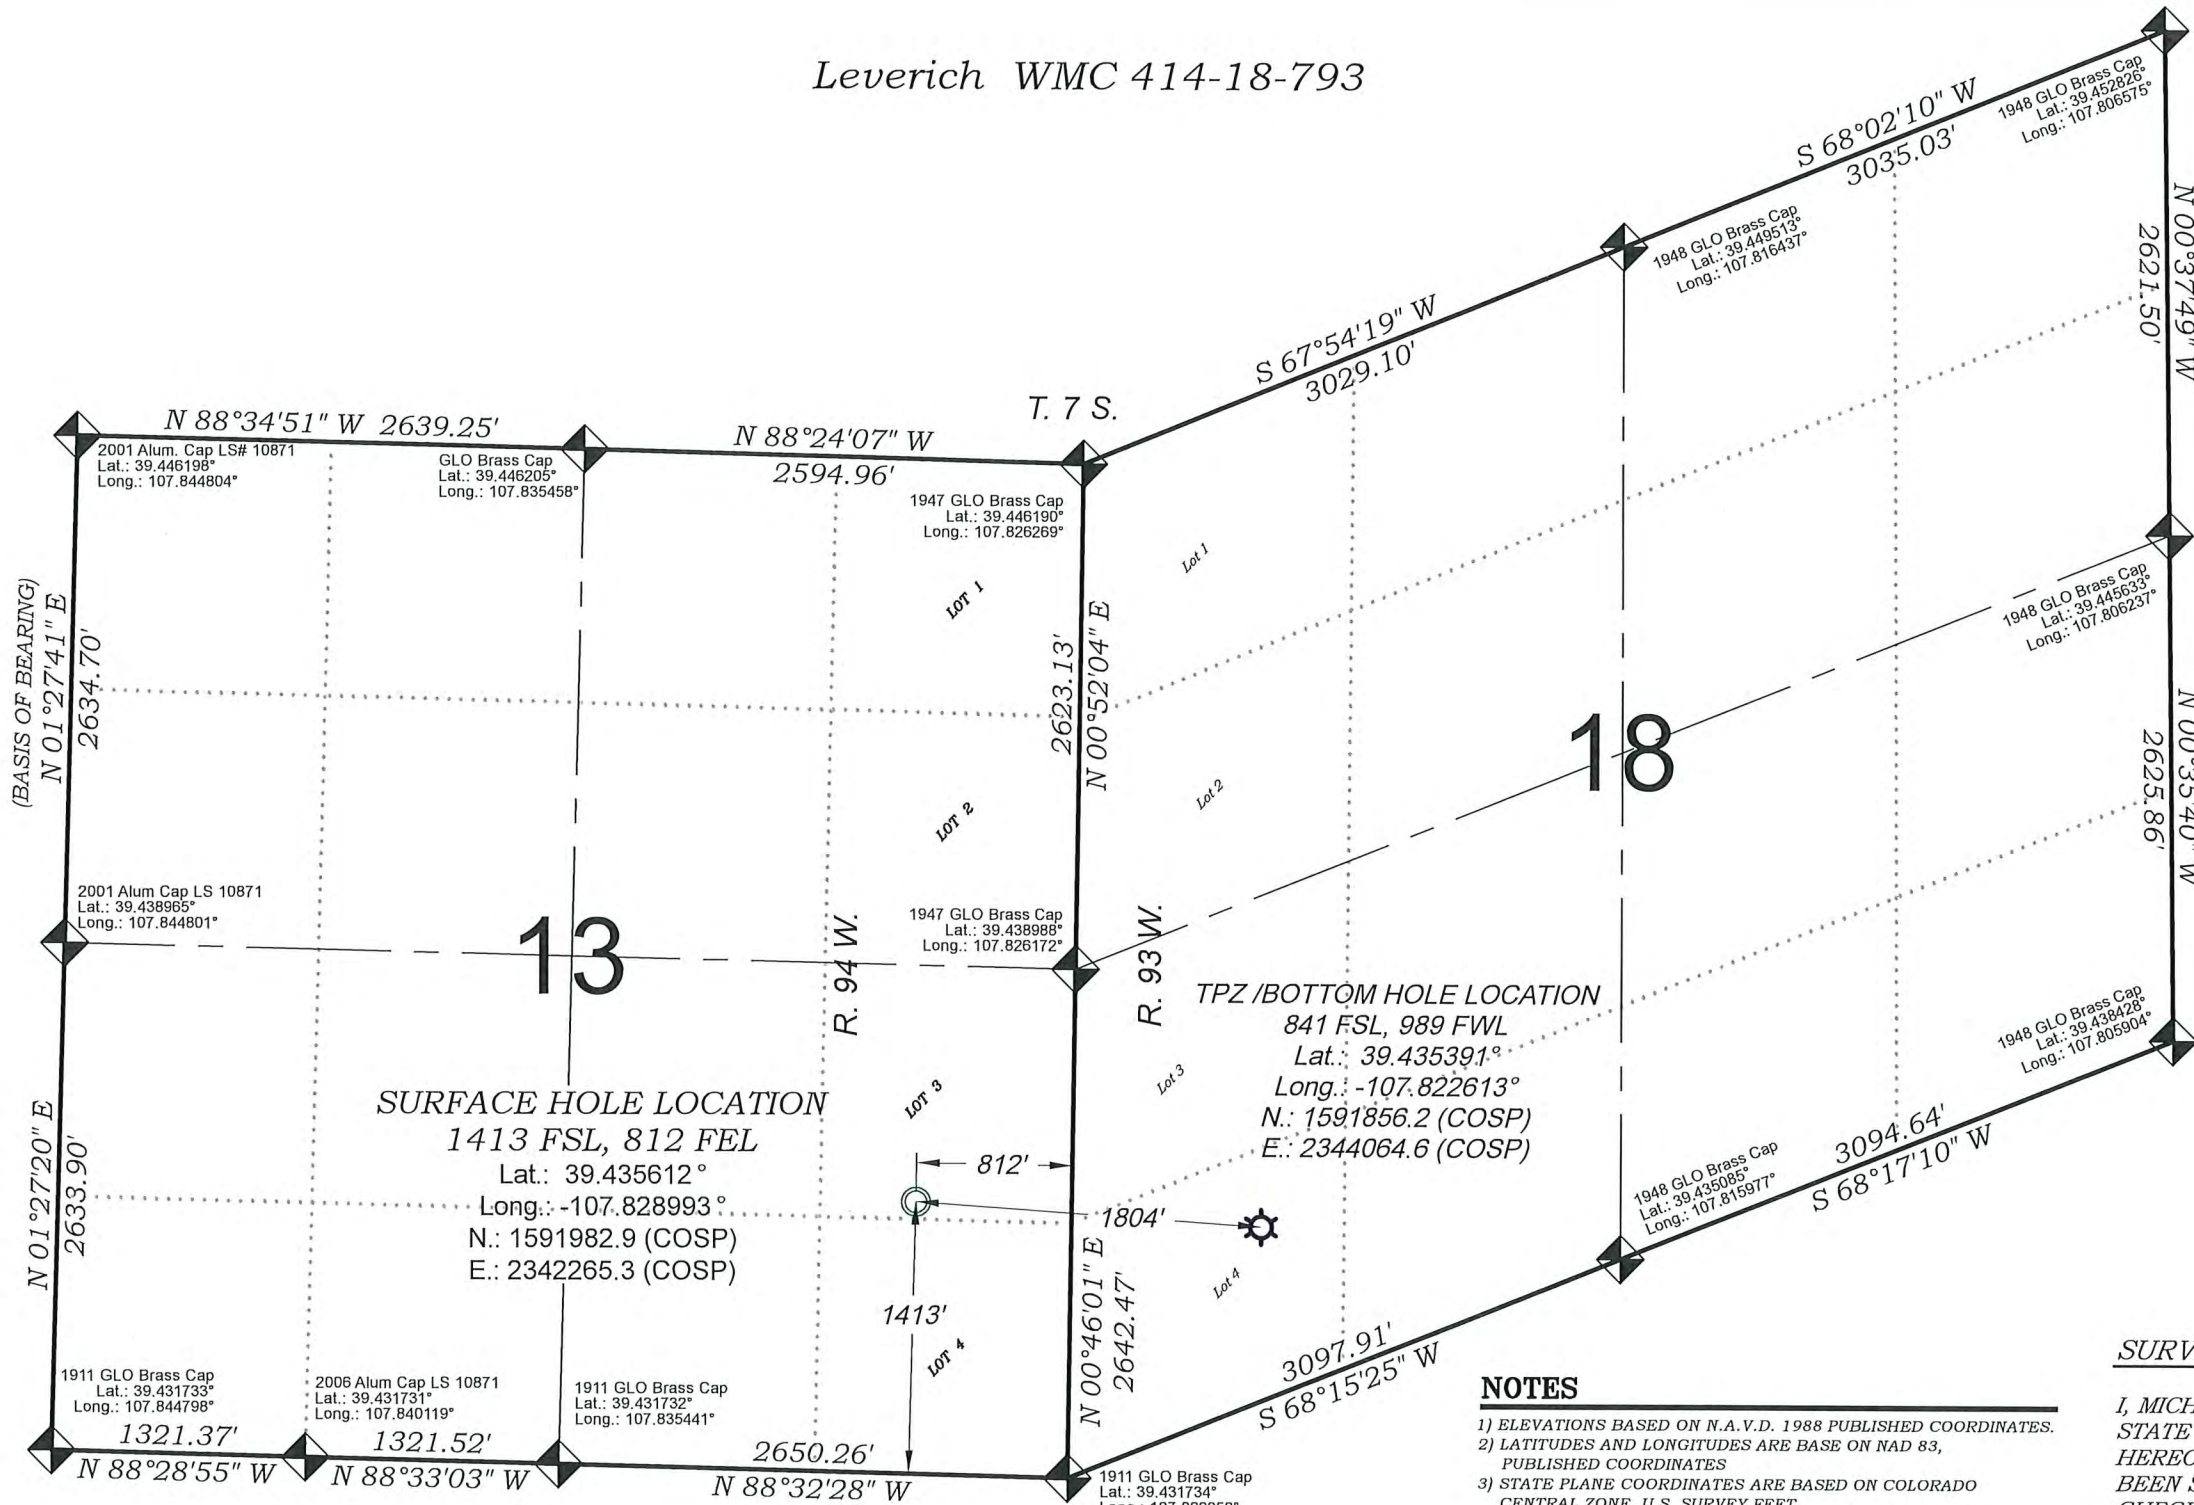 Leverich WMC 414-18-793
1948 GLO Brass Cap
Lat.: 39.452826°
Long.: 107.806575°
S 68°02'10" W
3035.03'
1948 GLO Brass Cap
Lat.: 39.449513°
Long.: 107.816437°
N 00°37'49" W
2621.50'
S 67°54'19" W
3029.10'
T. 7 S.
N 88°34'51" W 2639.25'
N 88°24'07" W
2594.96'
2001 Alum. Cap LS# 10871
Lat.: 39.446198°
Long.: 107.844804°
GLO Brass Cap
Lat.: 39.446205°
Long.: 107.835458°
1947 GLO Brass Cap
Lat.: 39.446190°
Long.: 107.826269°
Lot 1
LOT 1
1948 GLO Brass Cap
Lat.: 39.445633°
Long.: 107.806237°
(BASIS OF BEARING)
N 01°27'41" E
2634.70'
2623.13'
N 00°52'04" E
18
Lot 2
LOT 2
N 00°35'40" W
2625.86'
2001 Alum Cap LS 10871
Lat.: 39.438965°
Long.: 107.844801°
13
1947 GLO Brass Cap
Lat.: 39.438988°
Long.: 107.826172°
R. 94 W.
R. 93 W.
TPZ /BOTTOM HOLE LOCATION
841 FSL, 989 FWL
Lat.: 39.435391°
Long.: -107.822613°
N.: 1591856.2 (COSP)
E.: 2344064.6 (COSP)
1948 GLO Brass Cap
Lat.: 39.438428°
Long.: 107.805904°
Lot 3
LOT 3
SURFACE HOLE LOCATION
1413 FSL, 812 FEL
Lat.: 39.435612°
Long.: -107.828993°
N.: 1591982.9 (COSP)
E.: 2342265.3 (COSP)
812'
1804'
1413'
N 01°27'20" E
2633.90'
N 00°46'01" E
2642.47'
Lot 4
LOT 4
1948 GLO Brass Cap
Lat.: 39.435085°
Long.: 107.815977°
3094.64'
S 68°17'10" W
3097.91'
S 68°15'25" W
1911 GLO Brass Cap
Lat.: 39.431733°
Long.: 107.844798°
2006 Alum Cap LS 10871
Lat.: 39.431731°
Long.: 107.840119°
1911 GLO Brass Cap
Lat.: 39.431732°
Long.: 107.835441°
1321.37'
N 88°28'55" W
1321.52'
N 88°33'03" W
2650.26'
N 88°32'28" W
1911 GLO Brass Cap
Lat.: 39.431734°
NOTES
1) ELEVATIONS BASED ON N.A.V.D. 1988 PUBLISHED COORDINATES.
2) LATITUDES AND LONGITUDES ARE BASE ON NAD 83,
PUBLISHED COORDINATES
3) STATE PLANE COORDINATES ARE BASED ON COLORADO
CENTRAL ZONE, U.S. SURVEY FEET
SURV
I, MICH
STATE
HEREO
BEEN S